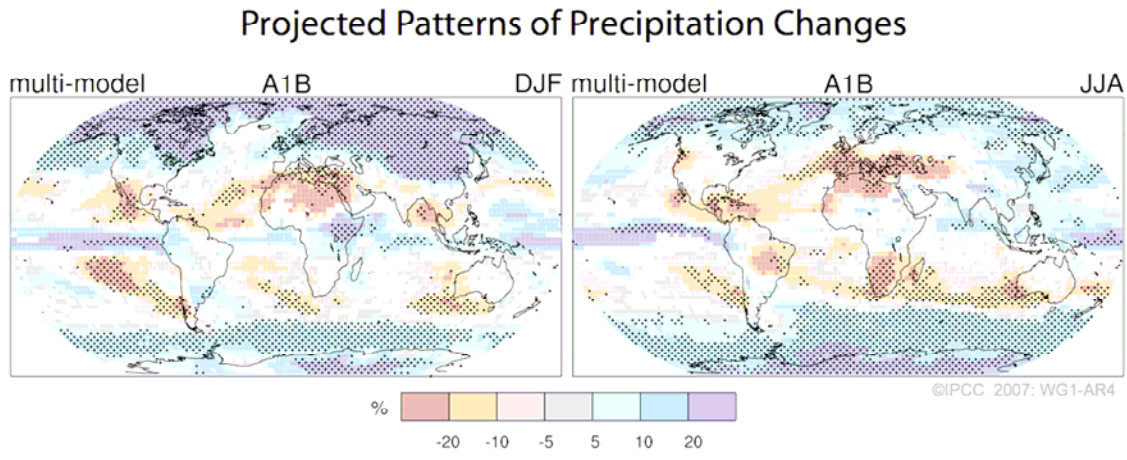 Projected Patterns of Precipitation Changes
multi-model A1B DJF
multi-model A1B JJA
©IPCC 2007: WG1-AR4
% -20 -10 -5 5 10 20